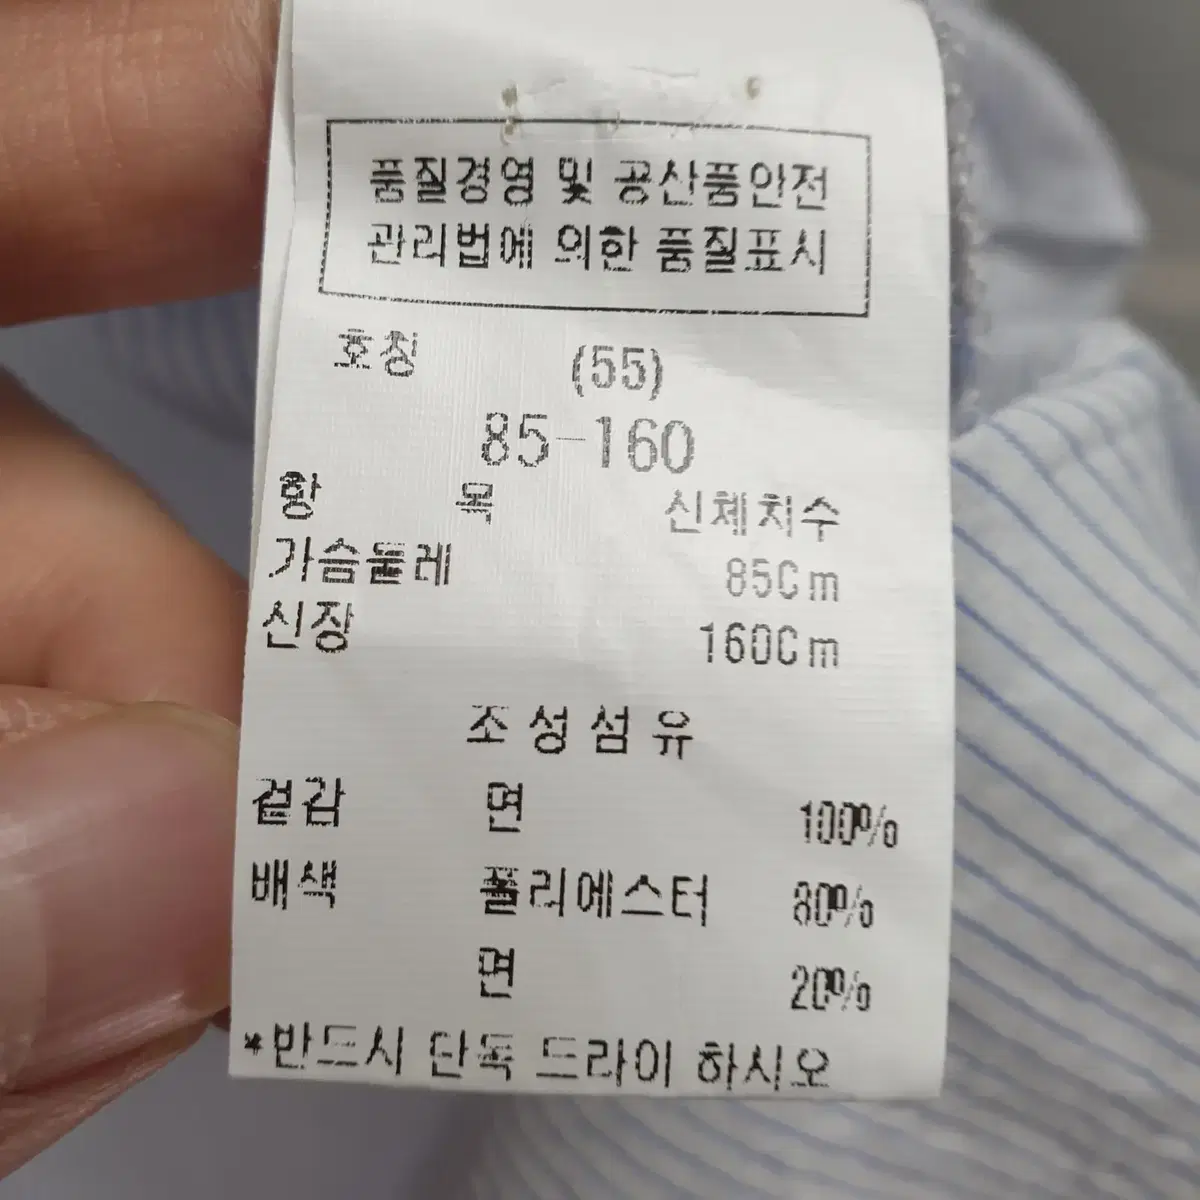 품질경영 및 공산품안전
관리법에 의한 품질표시
호칭 (55)
85-160
항 목 신체치수
가슴둘레 85Cm
신장 160Cm
조성섬유
겉감 면 100%
배색 폴리에스터 80%
면 20%
*반드시 단독 드라이 하시오